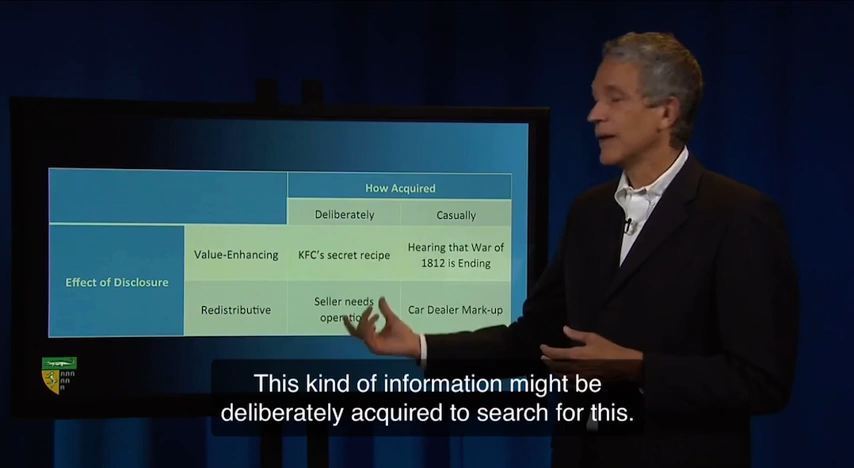 How Acquired
Deliberately Casually
Effect of Disclosure
Value-Enhancing
KFC's secret recipe
Hearing that War of
1812 is Ending
Redistributive
Seller needs
Car Dealer Mark-up
This kind of information might be
deliberately acquired to search for this.